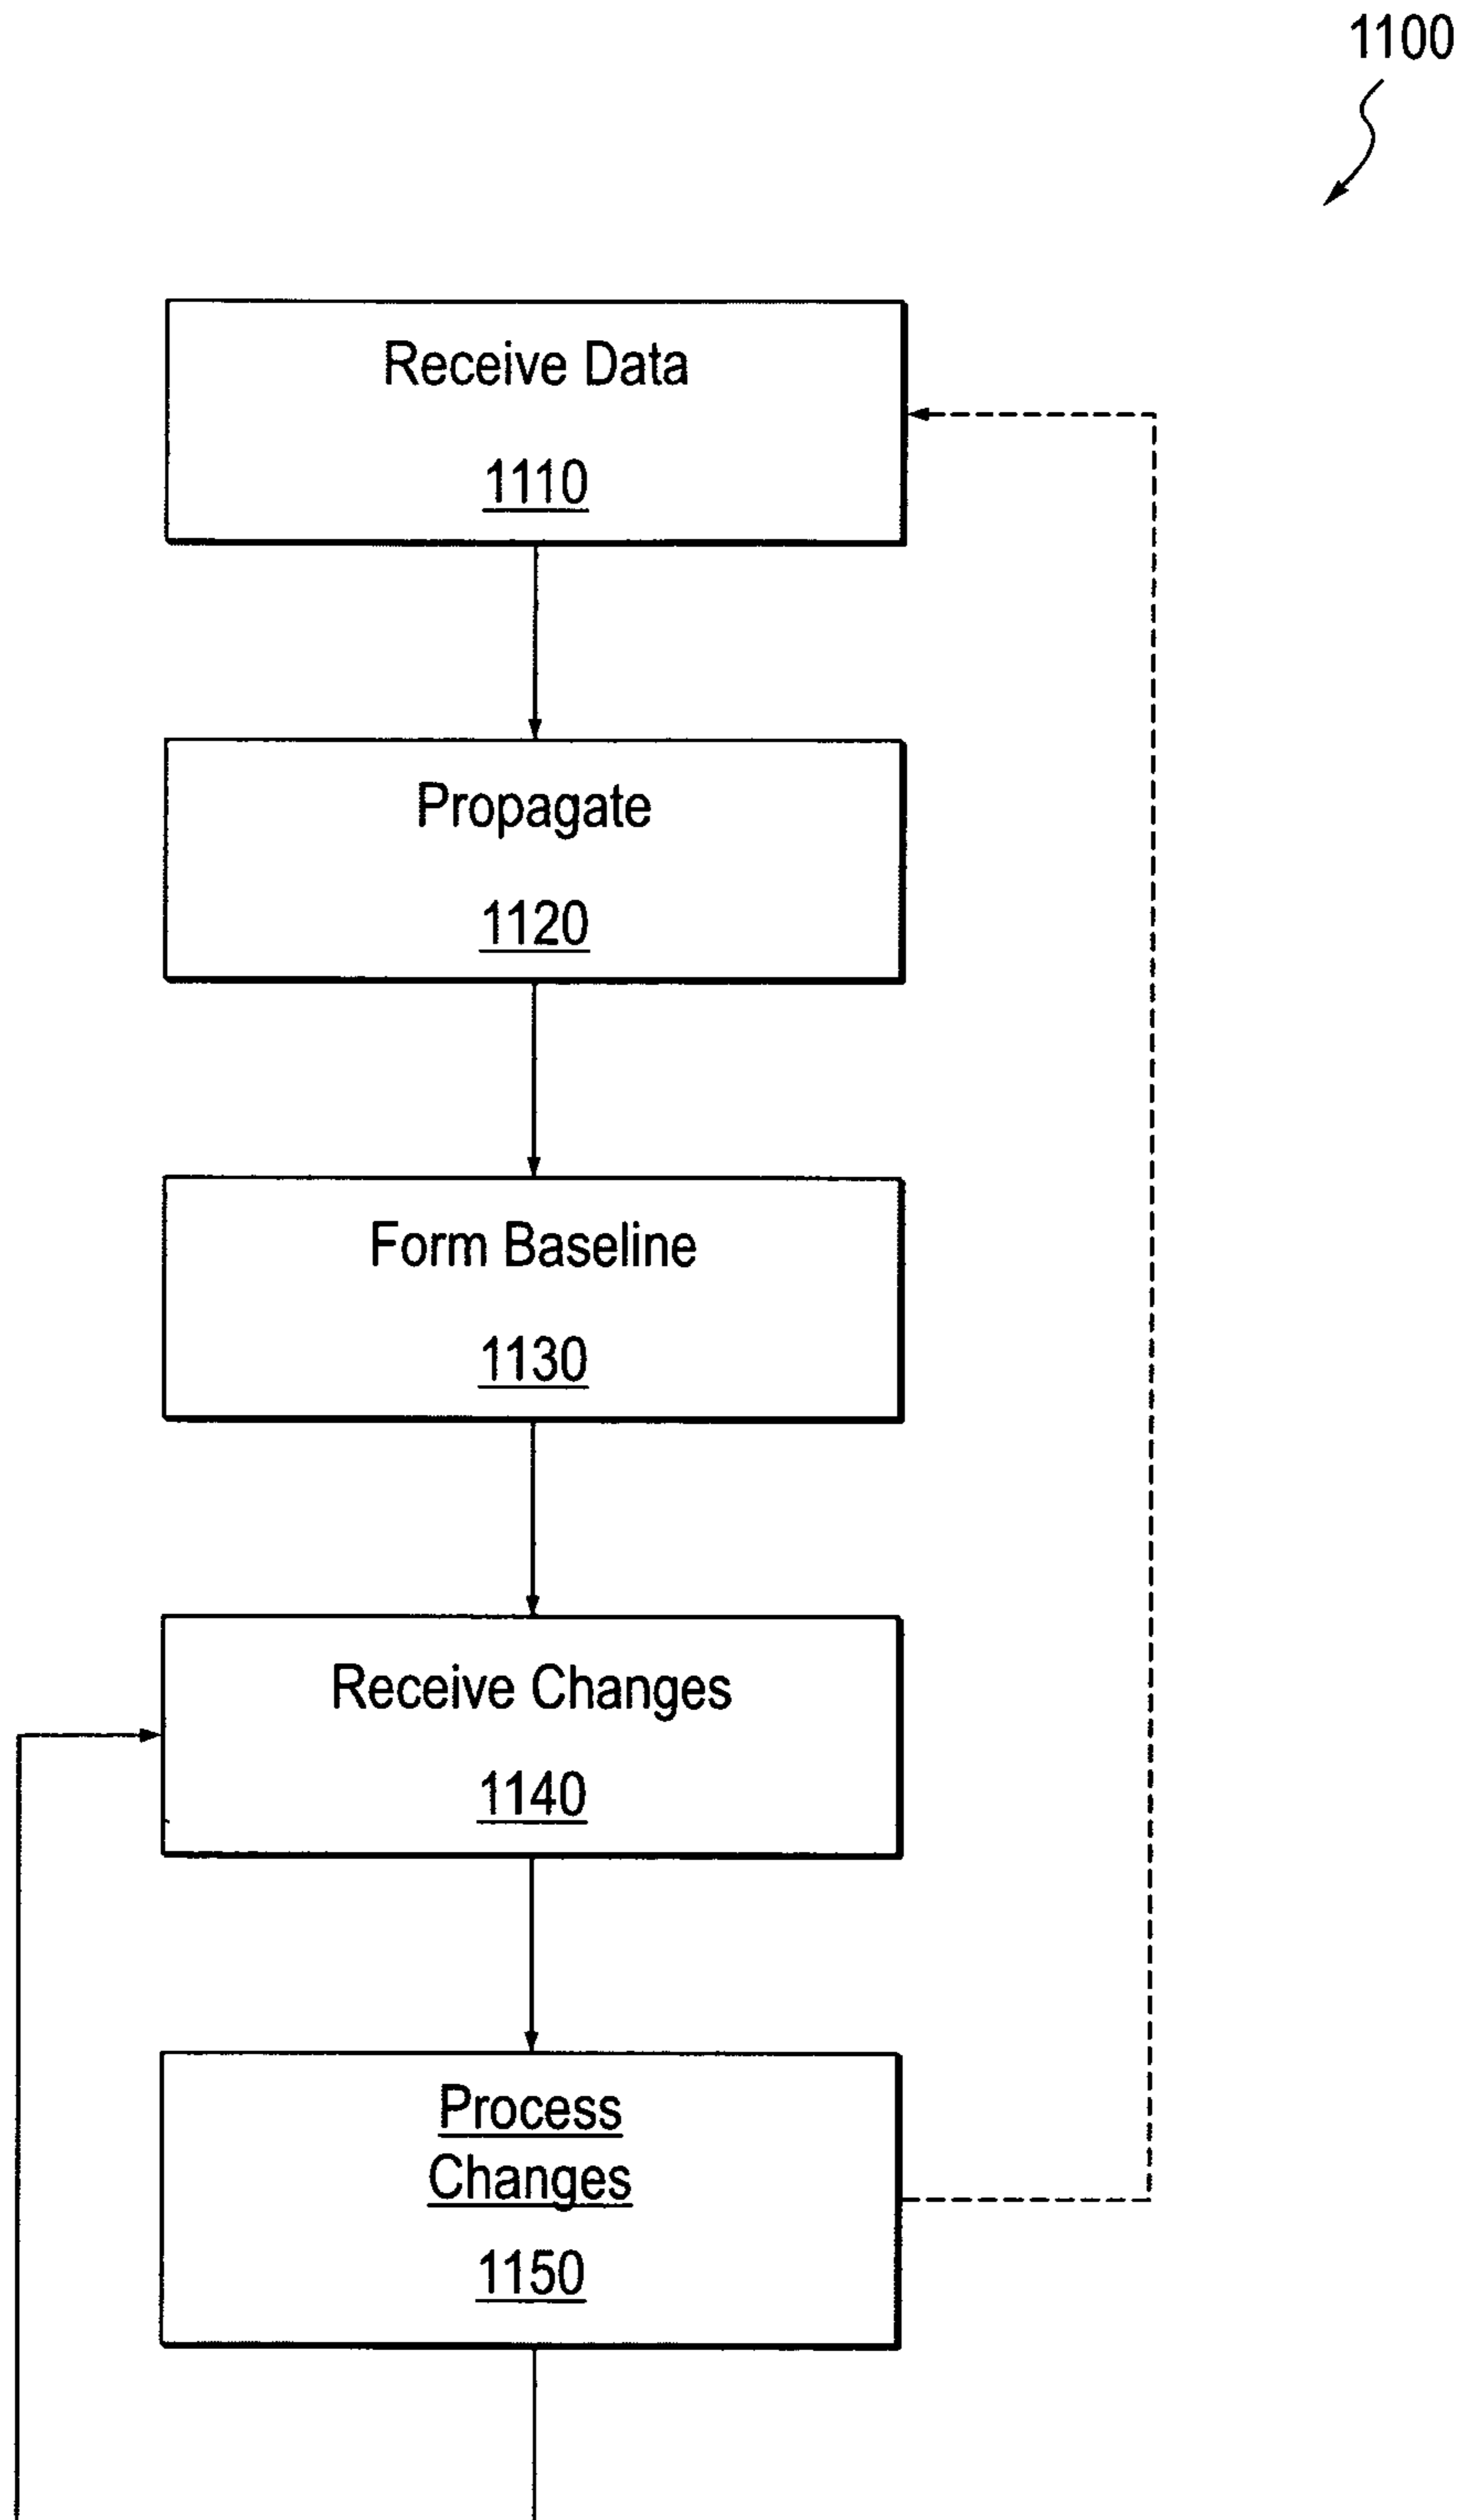 1100
Receive Data
1110
Propagate
1120
Form Baseline
1130
Receive Changes
1140
Process
Changes
1150